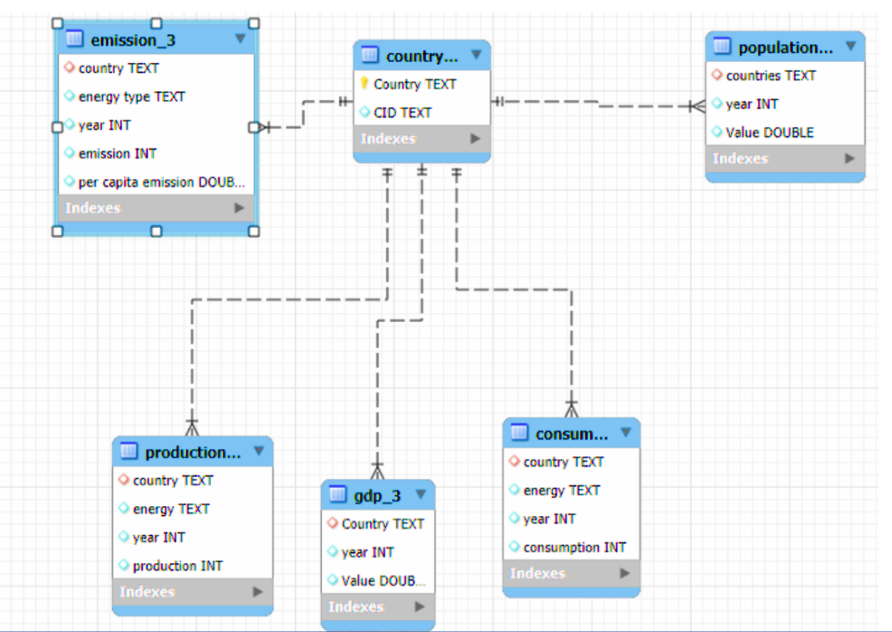 emission_3
country TEXT
energy type TEXT
year INT
emission INT
per capita emission DOUB...
Indexes
country...
Country TEXT
CID TEXT
Indexes
population...
countries TEXT
year INT
Value DOUBLE
Indexes
production...
country TEXT
energy TEXT
year INT
production INT
Indexes
gdp_3
Country TEXT
year INT
Value DOUB...
Indexes
consum...
country TEXT
energy TEXT
year INT
consumption INT
Indexes